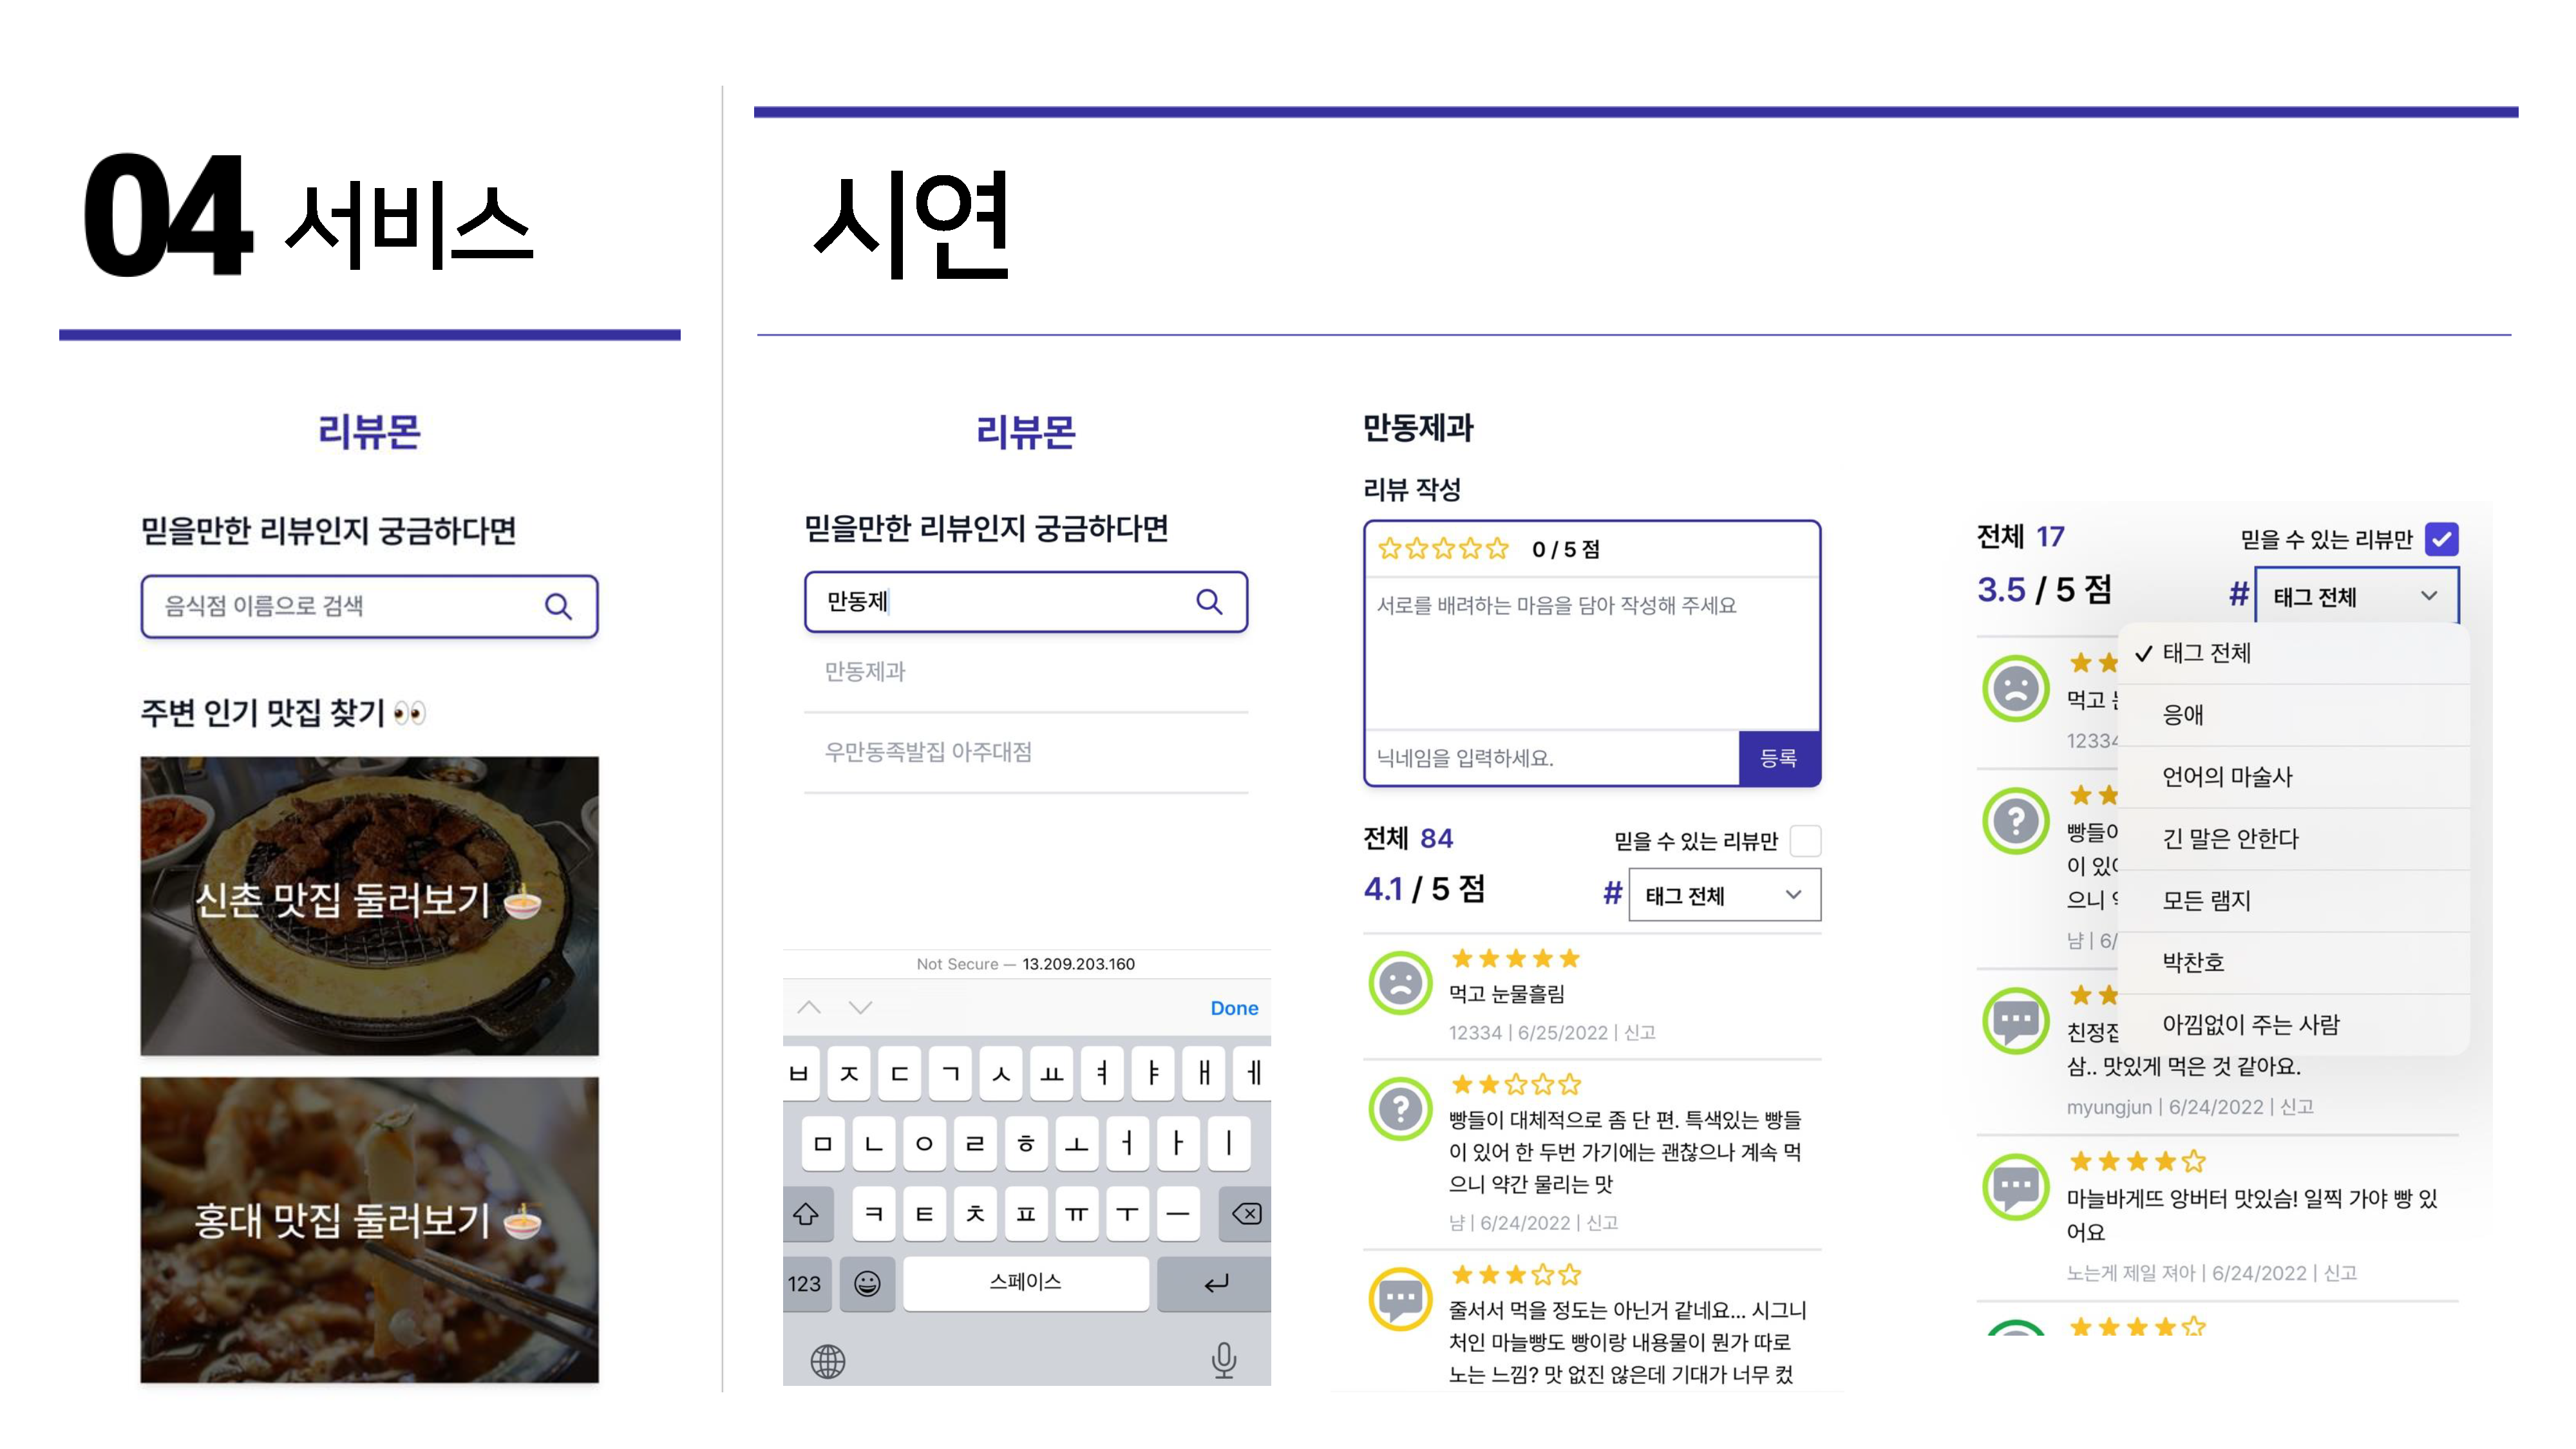 04 서비스
시연
리뷰몬
믿을만한 리뷰인지 궁금하다면
음식점 이름으로 검색
주변 인기 맛집 찾기 👀
신촌 맛집 둘러보기 🍜
홍대 맛집 둘러보기 🍜
리뷰몬
믿을만한 리뷰인지 궁금하다면
만동제
만동제과
우만동족발집 아주대점
Not Secure — 13.209.203.160
Done
ㅂ ㅈ ㄷ ㄱ ㅅ ㅛ ㅕ ㅑ ㅐ ㅔ
ㅁ ㄴ ㅇ ㄹ ㅎ ㅗ ㅓ ㅏ ㅣ
ㅋ ㅌ ㅊ ㅍ ㅠ ㅜ ㅡ
123 스페이스
만동제과
리뷰 작성
0 / 5 점
서로를 배려하는 마음을 담아 작성해 주세요
닉네임을 입력하세요. 등록
전체 84 믿을 수 있는 리뷰만
4.1 / 5 점 # 태그 전체
먹고 눈물흘림
12334 | 6/25/2022 | 신고
빵들이 대체적으로 좀 단 편. 특색있는 빵들
이 있어 한 두번 가기에는 괜찮으나 계속 먹
으니 약간 물리는 맛
냠 | 6/24/2022 | 신고
줄서서 먹을 정도는 아닌거 같네요... 시그니
처인 마늘빵도 빵이랑 내용물이 뭔가 따로
노는 느낌? 맛 없진 않은데 기대가 너무 컸
전체 17 믿을 수 있는 리뷰만
3.5 / 5 점 # 태그 전체
태그 전체
응애
언어의 마술사
긴 말은 안한다
모든 램지
박찬호
아낌없이 주는 사람
먹고
1233
빵들이
이 있
으니
냠 | 6/
친정
삼.. 맛있게 먹은 것 같아요.
myungjun | 6/24/2022 | 신고
마늘바게뜨 앙버터 맛있슴! 일찍 가야 빵 있
어요
노는게 제일 져아 | 6/24/2022 | 신고